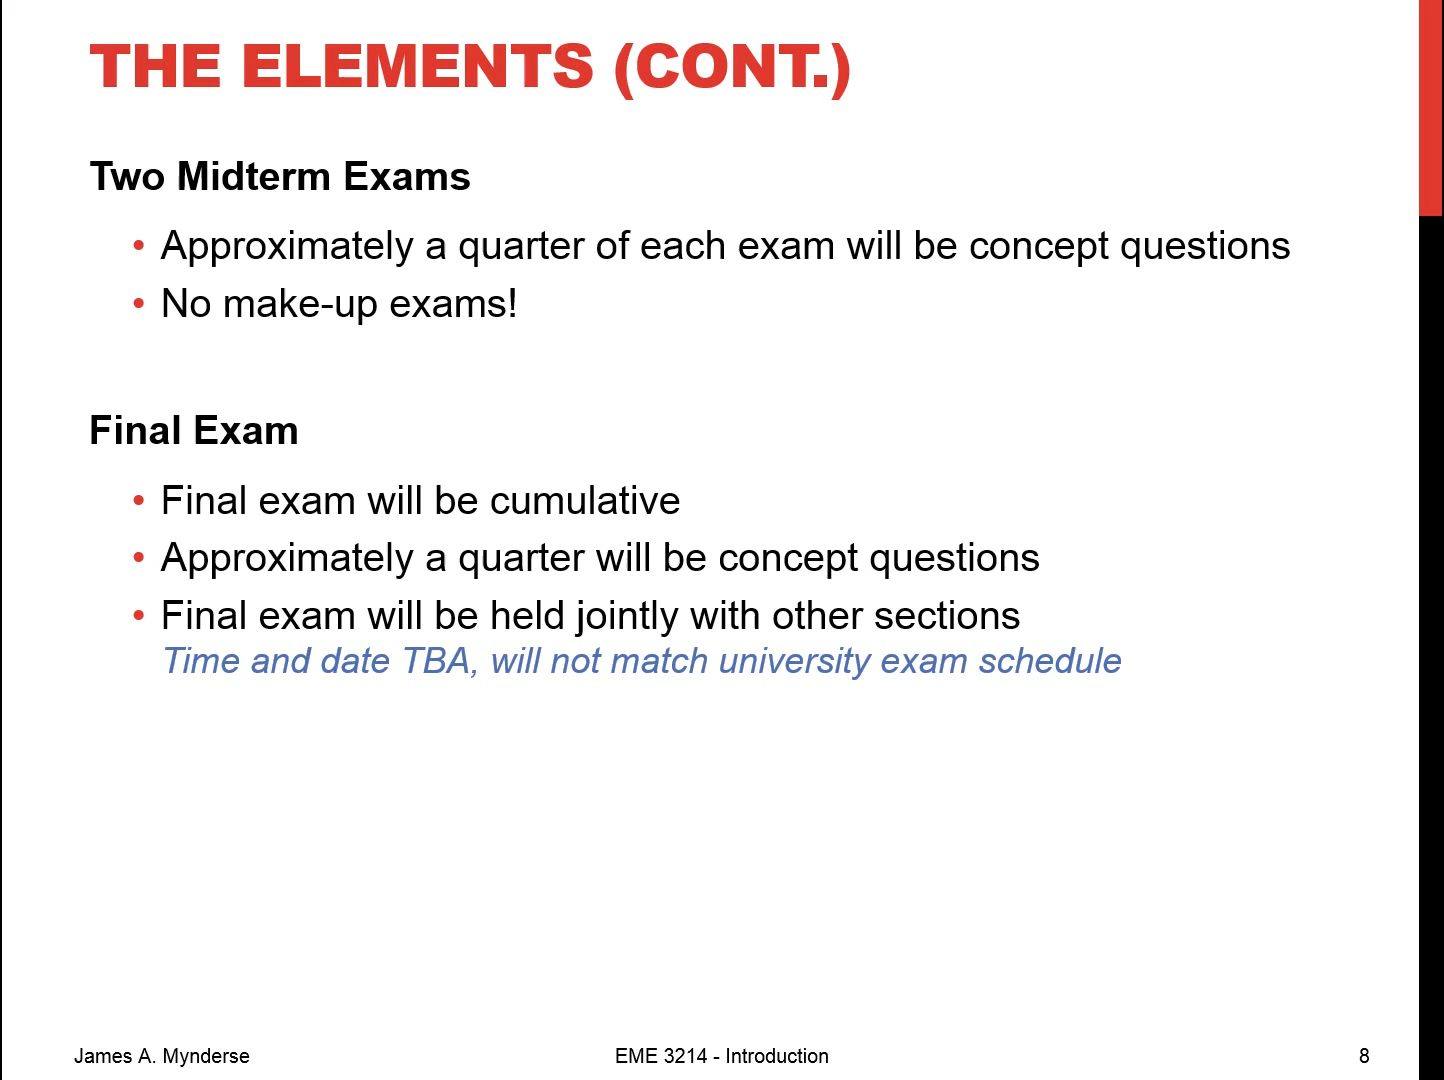 THE ELEMENTS (CONT.)
Two Midterm Exams
• Approximately a quarter of each exam will be concept questions
• No make-up exams!
Final Exam
• Final exam will be cumulative
• Approximately a quarter will be concept questions
• Final exam will be held jointly with other sections
Time and date TBA, will not match university exam schedule
James A. Mynderse EME 3214 - Introduction 8